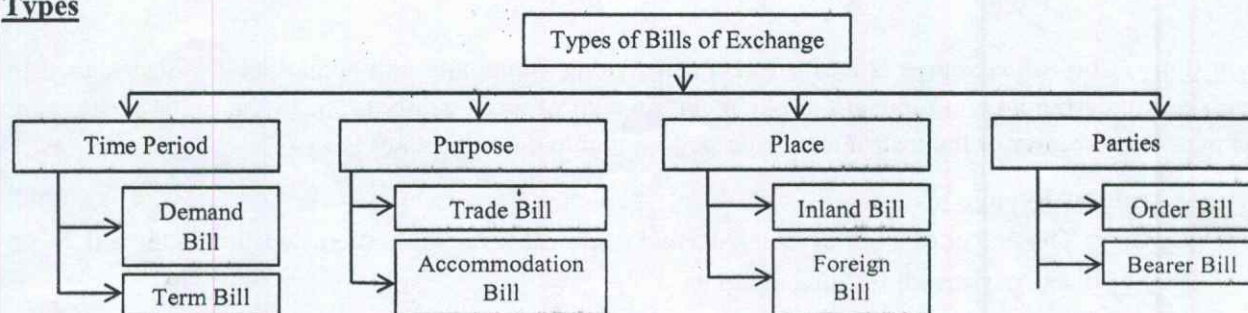 Types
Types of Bills of Exchange
Time Period
Purpose
Place
Parties
Demand
Bill
Term Bill
Trade Bill
Accommodation
Bill
Inland Bill
Foreign
Bill
Order Bill
Bearer Bill